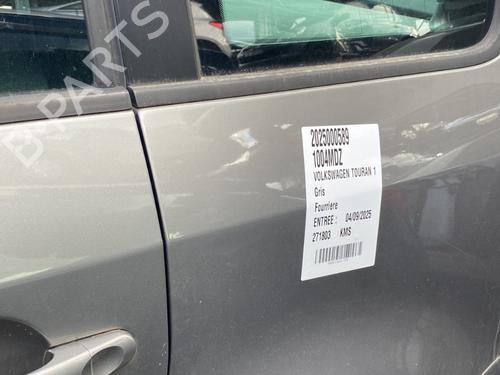 B-PARTS
2025000589
1004MDZ
VOLKSWAGEN TOURAN 1
Gris
Fourriere
ENTREE : 04/09/2025
271803 KMS